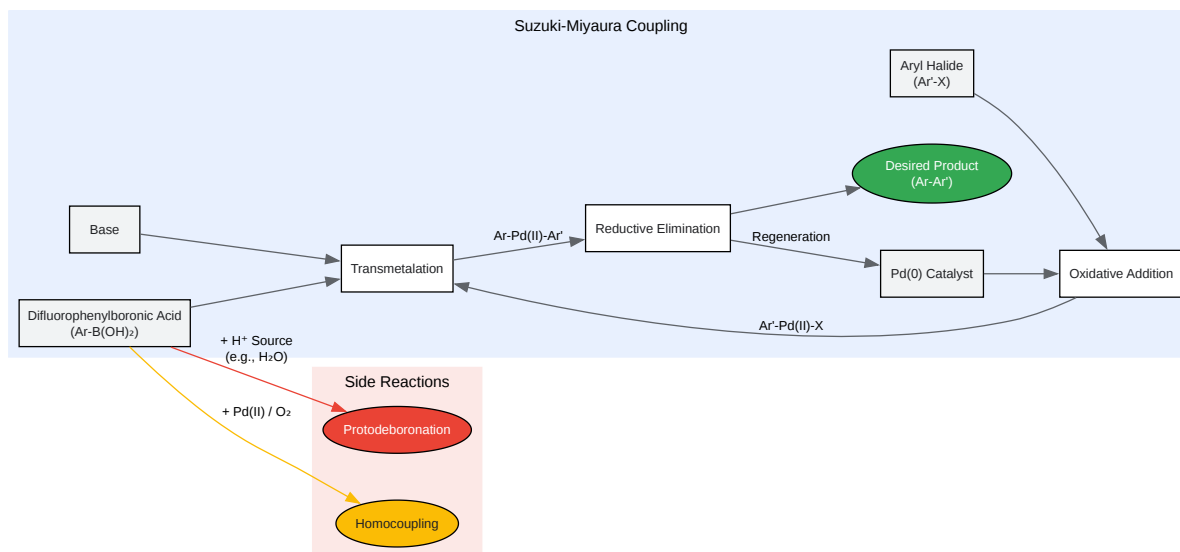 Suzuki-Miyaura Coupling
Aryl Halide
(Ar'-X)
Desired Product
(Ar-Ar')
Base
Ar-Pd(II)-Ar'
Reductive Elimination
Regeneration
Transmetalation
Pd(0) Catalyst
Oxidative Addition
Difluorophenylboronic Acid
(Ar-B(OH)₂)
Ar'-Pd(II)-X
+ H⁺ Source
(e.g., H₂O)
Side Reactions
+ Pd(II) / O₂
Protodeboronation
Homocoupling